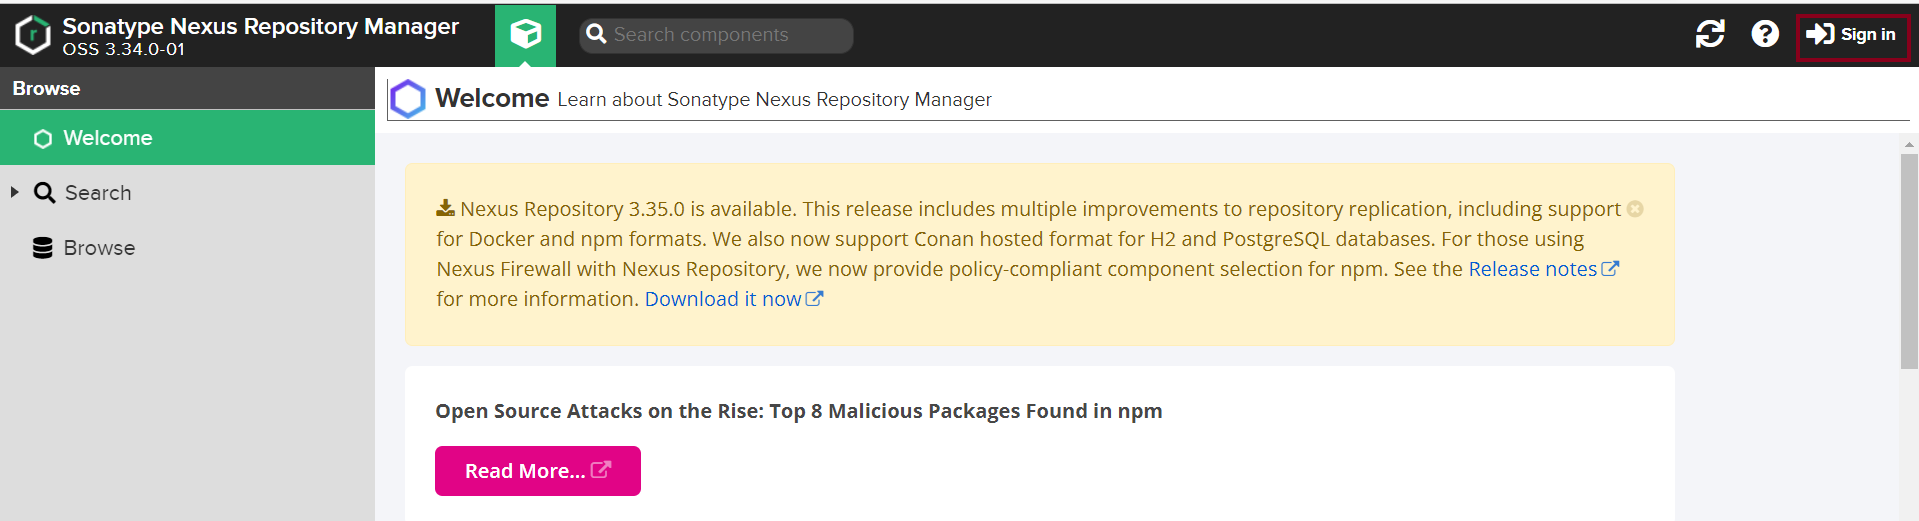 Sonatype Nexus Repository Manager
OSS 3.34.0-01
Search components
Sign in
Browse
Welcome
Search
Browse
Welcome Learn about Sonatype Nexus Repository Manager
Nexus Repository 3.35.0 is available. This release includes multiple improvements to repository replication, including support
for Docker and npm formats. We also now support Conan hosted format for H2 and PostgreSQL databases. For those using
Nexus Firewall with Nexus Repository, we now provide policy-compliant component selection for npm. See the Release notes
for more information. Download it now
Open Source Attacks on the Rise: Top 8 Malicious Packages Found in npm
Read More...